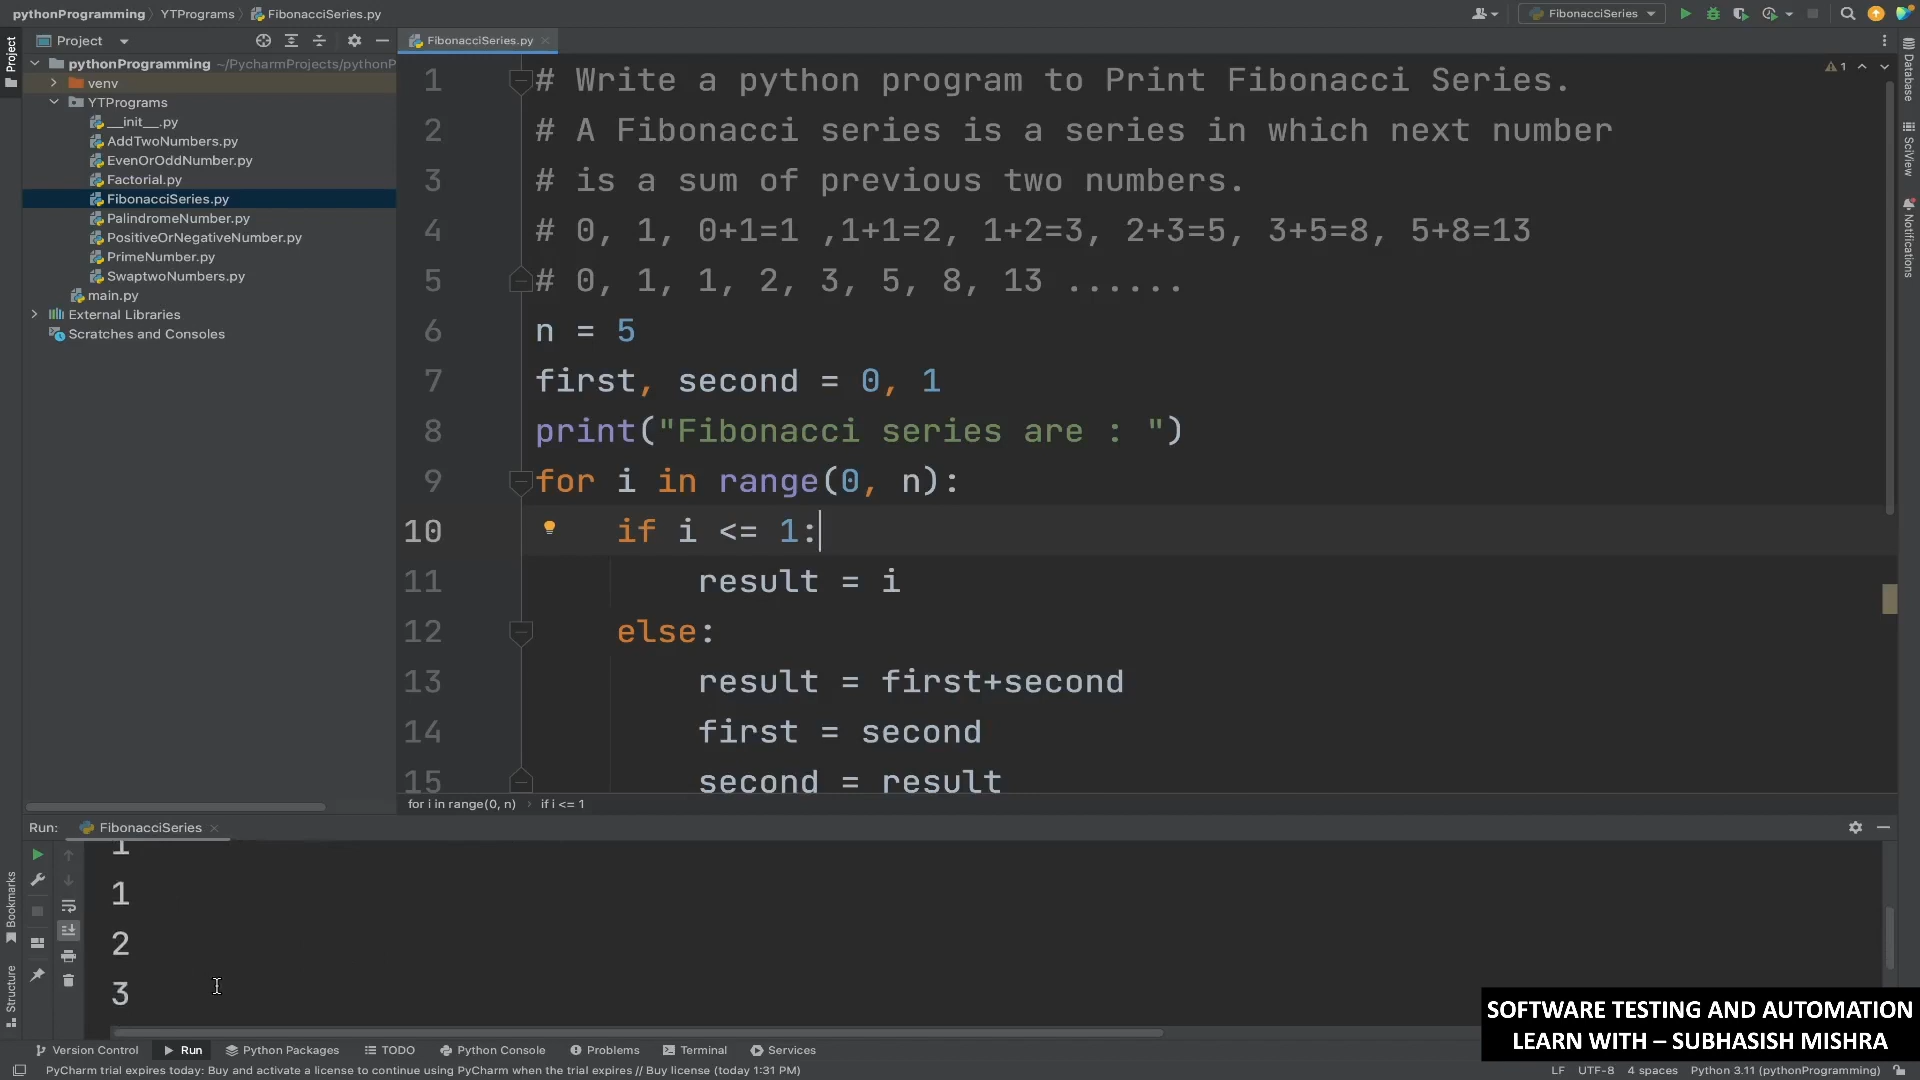 pythonProgramming YTPrograms FibonacciSeries.py FibonacciSeries
Project FibonacciSeries.py
Project
pythonProgramming ~/PycharmProjects/pythonP
venv
YTPrograms
__init__.py
AddTwoNumbers.py
EvenOrOddNumber.py
Factorial.py
FibonacciSeries.py
PalindromeNumber.py
PositiveOrNegativeNumber.py
PrimeNumber.py
SwaptwoNumbers.py
main.py
External Libraries
Scratches and Consoles
1 # Write a python program to Print Fibonacci Series.
2 # A Fibonacci series is a series in which next number
3 # is a sum of previous two numbers.
4 # 0, 1, 0+1=1 ,1+1=2, 1+2=3, 2+3=5, 3+5=8, 5+8=13
5 # 0, 1, 1, 2, 3, 5, 8, 13 ......
6 n = 5
7 first, second = 0, 1
8 print("Fibonacci series are : ")
9 for i in range(0, n):
10 if i <= 1:
11 result = i
12 else:
13 result = first+second
14 first = second
15 second = result
1
Database
SciView
Notifications
for i in range(0, n) if i <= 1
Run: FibonacciSeries
1
1
2
3
Bookmarks
Structure
SOFTWARE TESTING AND AUTOMATION
LEARN WITH – SUBHASISH MISHRA
Version Control Run Python Packages TODO Python Console Problems Terminal Services
PyCharm trial expires today: Buy and activate a license to continue using PyCharm when the trial expires // Buy license (today 1:31 PM) LF UTF-8 4 spaces Python 3.11 (pythonProgramming)